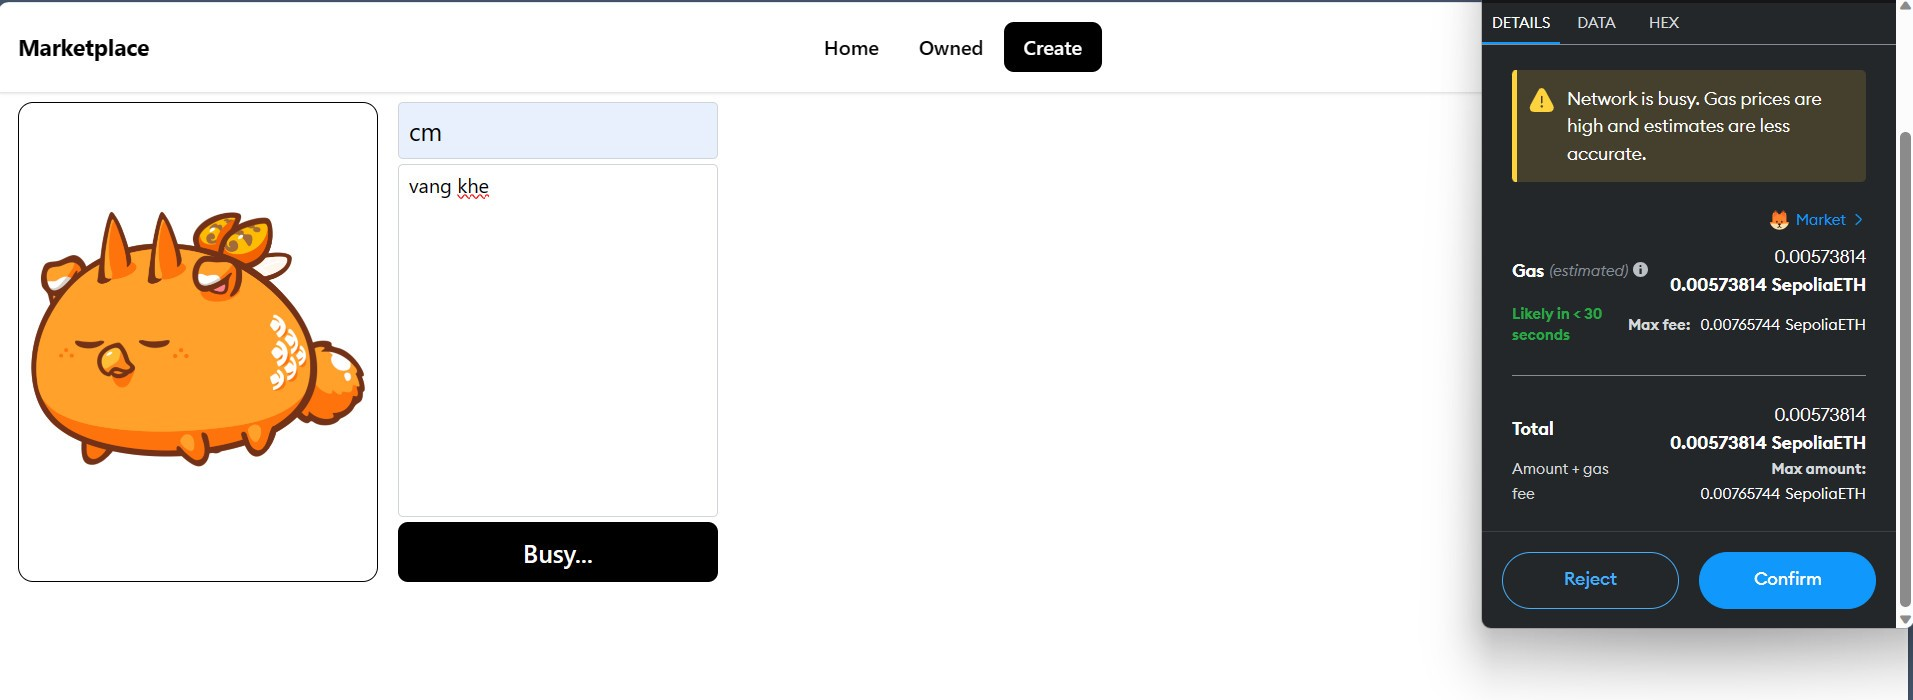 Marketplace
Home
Owned
Create
cm
vang khe
Busy...
DETAILS
DATA
HEX
Network is busy. Gas prices are
high and estimates are less
accurate.
Market
Gas (estimated)
0.00573814
0.00573814 SepoliaETH
Likely in < 30
seconds
Max fee: 0.00765744 SepoliaETH
Total
0.00573814
0.00573814 SepoliaETH
Amount + gas
fee
Max amount:
0.00765744 SepoliaETH
Reject
Confirm